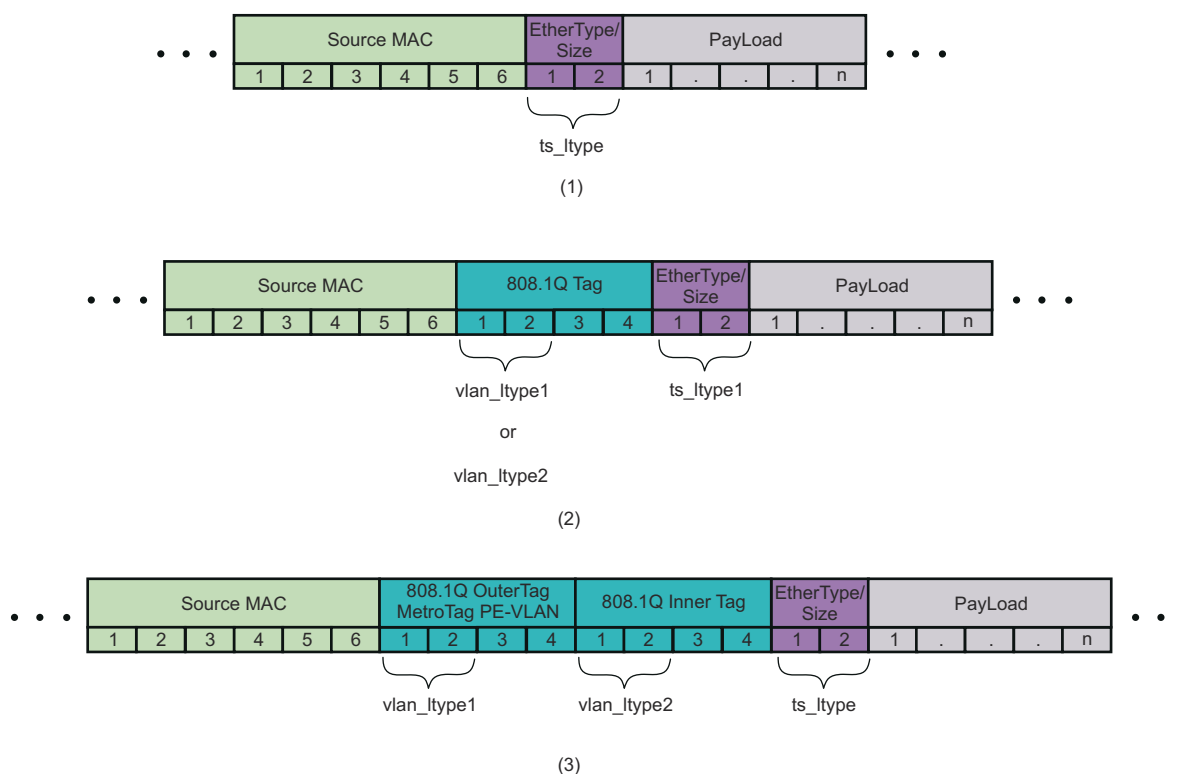 Source MAC EtherType/ Size PayLoad
1 2 3 4 5 6 1 2 1 . . . n
ts_ltype
(1)
Source MAC 808.1Q Tag EtherType/ Size PayLoad
1 2 3 4 5 6 1 2 3 4 1 2 1 . . . n
vlan_ltype1 ts_ltype1
or
vlan_ltype2
(2)
Source MAC 808.1Q OuterTag MetroTag PE-VLAN 808.1Q Inner Tag EtherType/ Size PayLoad
1 2 3 4 5 6 1 2 3 4 1 2 3 4 1 2 1 . . . n
vlan_ltype1 vlan_ltype2 ts_ltype
(3)